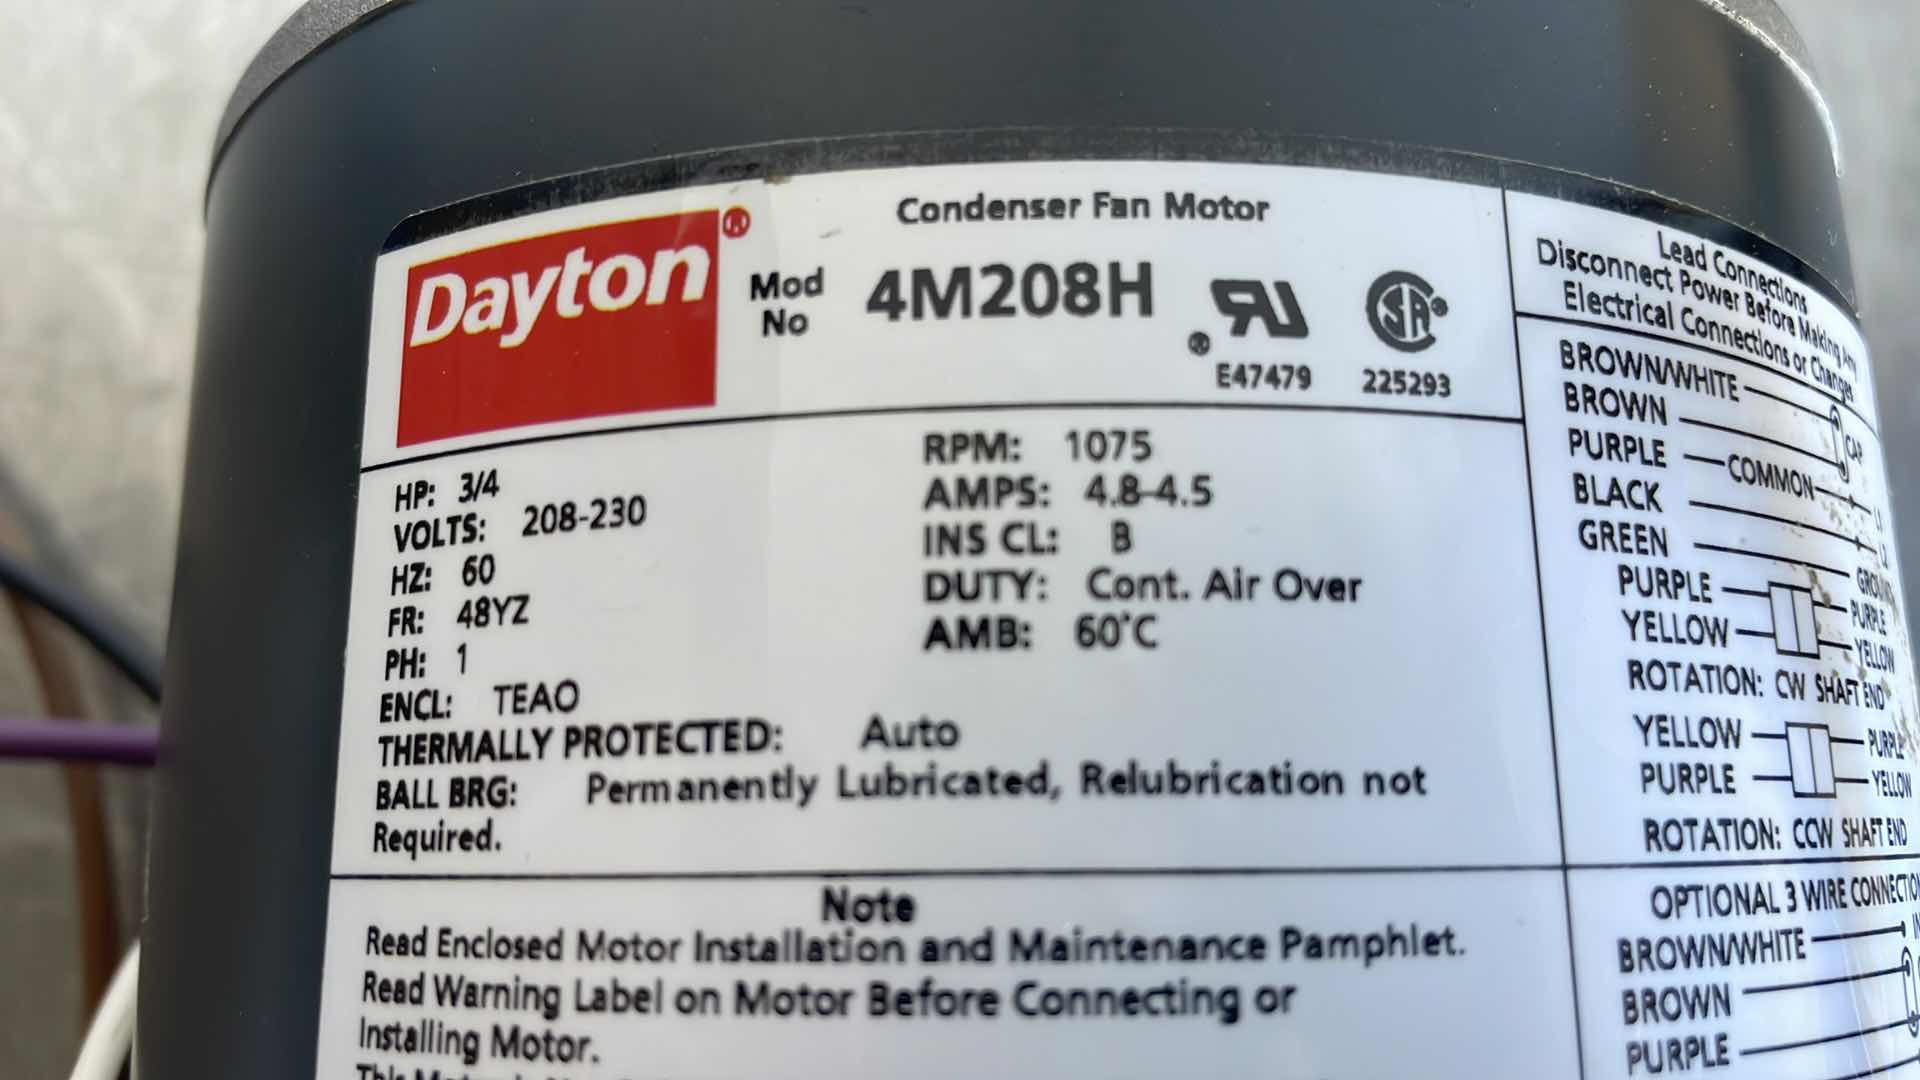 Condenser Fan Motor
Dayton®
Mod
No
4M208H
®
E47479
225293
HP: 3/4
VOLTS: 208-230
HZ: 60
FR: 48YZ
PH: 1
ENCL: TEAO
THERMALLY PROTECTED: Auto
BALL BRG: Permanently Lubricated, Relubrication not
Required.
RPM: 1075
AMPS: 4.8-4.5
INS CL: B
DUTY: Cont. Air Over
AMB: 60°C
Note
Read Enclosed Motor Installation and Maintenance Pamphlet.
Read Warning Label on Motor Before Connecting or
Installing Motor.
Lead Connections
Disconnect Power Before Making Any
Electrical Connections or Changes
BROWN/WHITE
BROWN CAP
PURPLE COMMON L1
BLACK L2
GREEN
PURPLE PURPLE
YELLOW YELLOW
ROTATION: CW SHAFT END
YELLOW PURPLE
PURPLE YELLOW
ROTATION: CCW SHAFT END
OPTIONAL 3 WIRE
BROWN/WHITE
BROWN
PURPLE